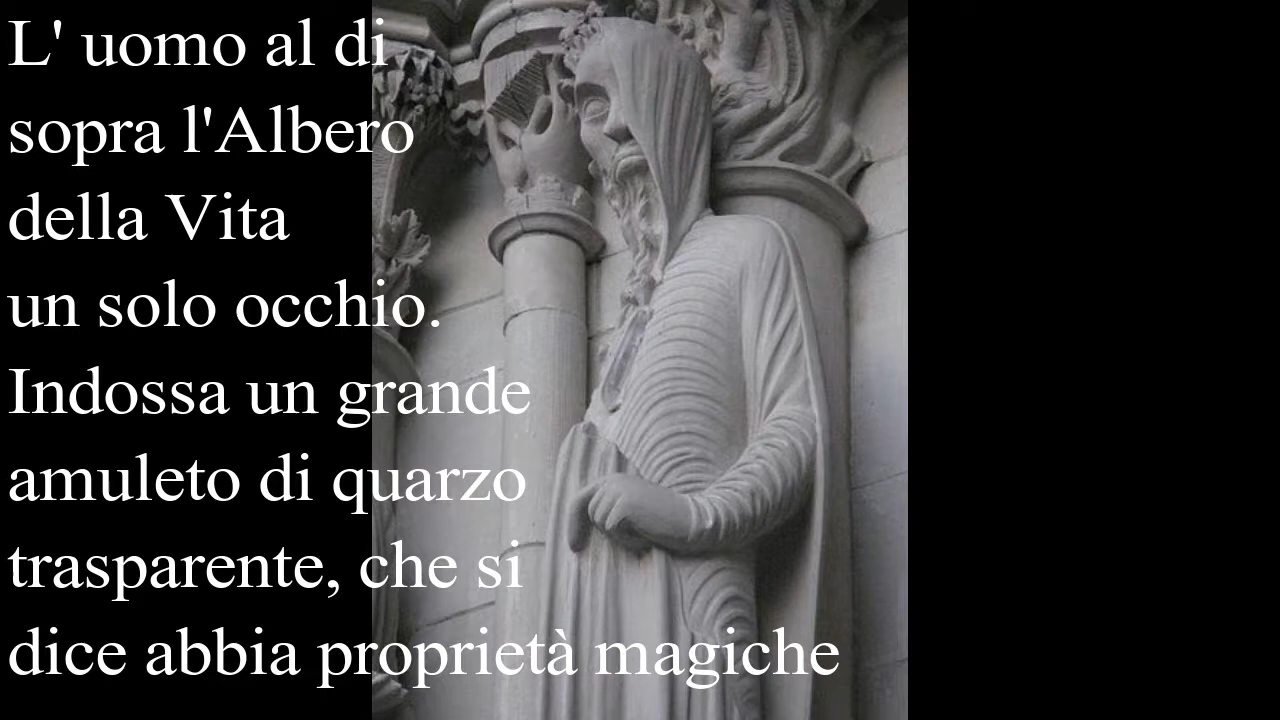 L' uomo al di
sopra l'Albero
della Vita
un solo occhio.
Indossa un grande
amuleto di quarzo
trasparente, che si
dice abbia proprietà magiche